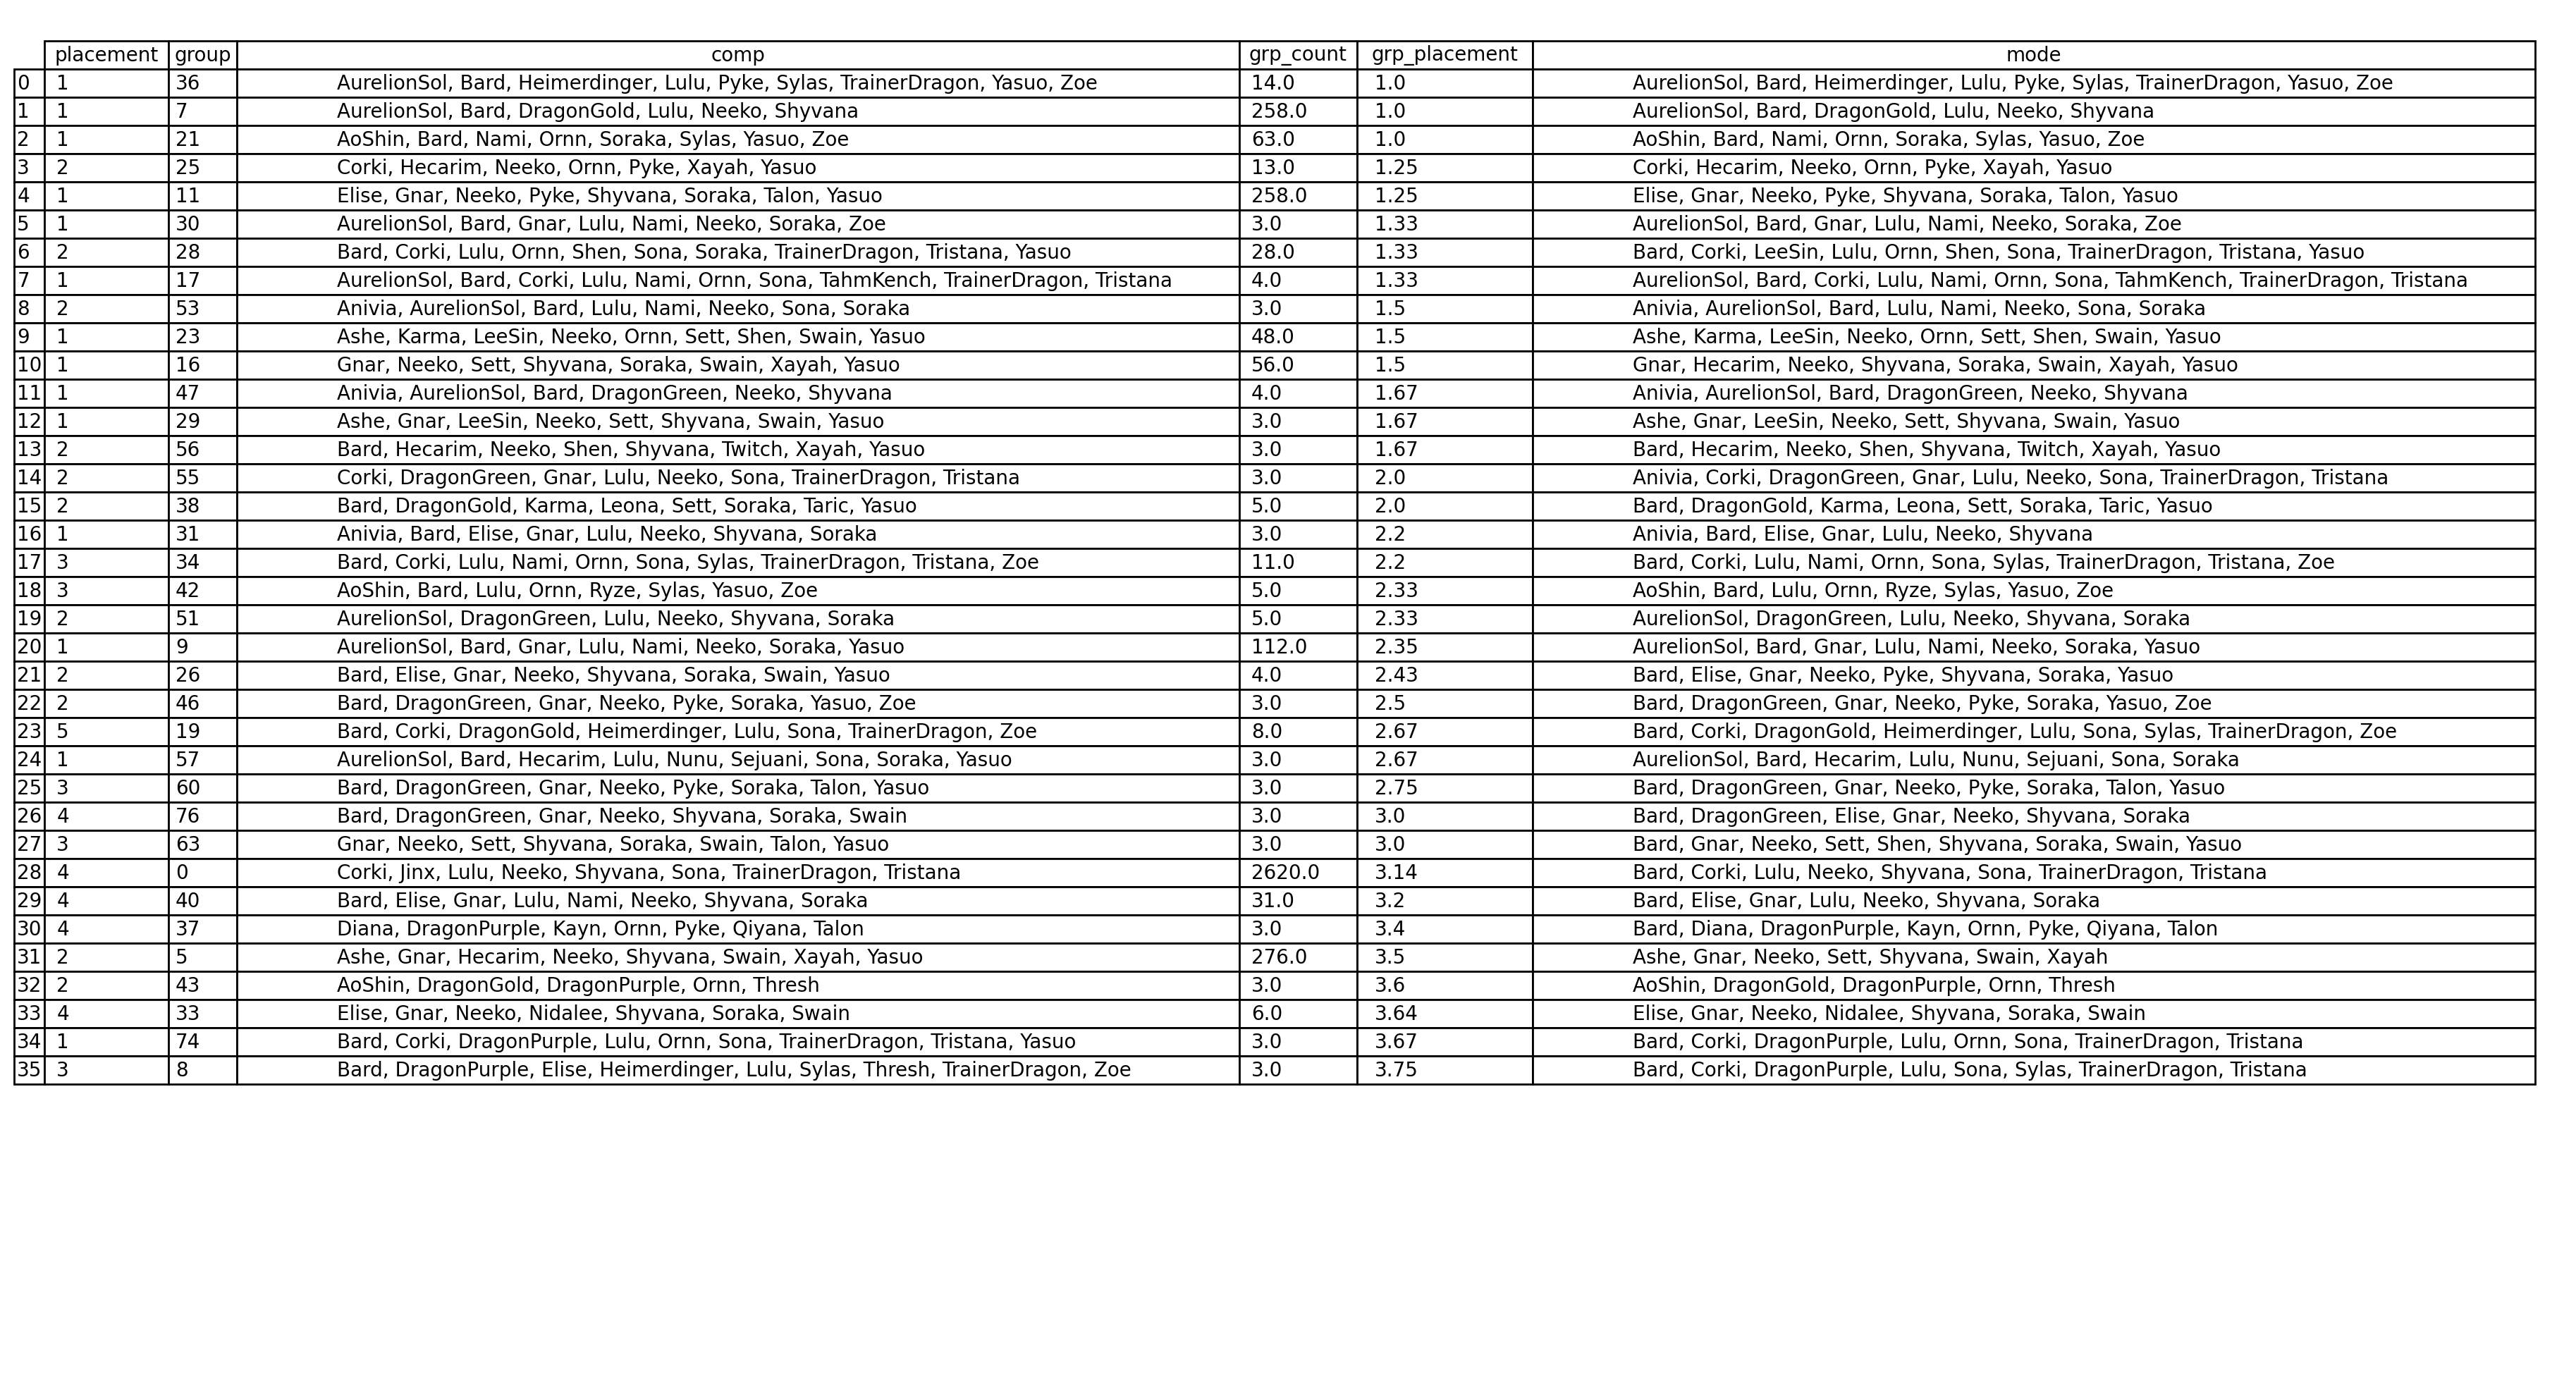 placement group comp grp_count grp_placement mode
0 1 36 AurelionSol, Bard, Heimerdinger, Lulu, Pyke, Sylas, TrainerDragon, Yasuo, Zoe 14.0 1.0 AurelionSol, Bard, Heimerdinger, Lulu, Pyke, Sylas, TrainerDragon, Yasuo, Zoe
1 1 7 AurelionSol, Bard, DragonGold, Lulu, Neeko, Shyvana 258.0 1.0 AurelionSol, Bard, DragonGold, Lulu, Neeko, Shyvana
2 1 21 AoShin, Bard, Nami, Ornn, Soraka, Sylas, Yasuo, Zoe 63.0 1.0 AoShin, Bard, Nami, Ornn, Soraka, Sylas, Yasuo, Zoe
3 2 25 Corki, Hecarim, Neeko, Ornn, Pyke, Xayah, Yasuo 13.0 1.25 Corki, Hecarim, Neeko, Ornn, Pyke, Xayah, Yasuo
4 1 11 Elise, Gnar, Neeko, Pyke, Shyvana, Soraka, Talon, Yasuo 258.0 1.25 Elise, Gnar, Neeko, Pyke, Shyvana, Soraka, Talon, Yasuo
5 1 30 AurelionSol, Bard, Gnar, Lulu, Nami, Neeko, Soraka, Zoe 3.0 1.33 AurelionSol, Bard, Gnar, Lulu, Nami, Neeko, Soraka, Zoe
6 2 28 Bard, Corki, Lulu, Ornn, Shen, Sona, Soraka, TrainerDragon, Tristana, Yasuo 28.0 1.33 Bard, Corki, LeeSin, Lulu, Ornn, Shen, Sona, TrainerDragon, Tristana, Yasuo
7 1 17 AurelionSol, Bard, Corki, Lulu, Nami, Ornn, Sona, TahmKench, TrainerDragon, Tristana 4.0 1.33 AurelionSol, Bard, Corki, Lulu, Nami, Ornn, Sona, TahmKench, TrainerDragon, Tristana
8 2 53 Anivia, AurelionSol, Bard, Lulu, Nami, Neeko, Sona, Soraka 3.0 1.5 Anivia, AurelionSol, Bard, Lulu, Nami, Neeko, Sona, Soraka
9 1 23 Ashe, Karma, LeeSin, Neeko, Ornn, Sett, Shen, Swain, Yasuo 48.0 1.5 Ashe, Karma, LeeSin, Neeko, Ornn, Sett, Shen, Swain, Yasuo
10 1 16 Gnar, Neeko, Sett, Shyvana, Soraka, Swain, Xayah, Yasuo 56.0 1.5 Gnar, Hecarim, Neeko, Shyvana, Soraka, Swain, Xayah, Yasuo
11 1 47 Anivia, AurelionSol, Bard, DragonGreen, Neeko, Shyvana 4.0 1.67 Anivia, AurelionSol, Bard, DragonGreen, Neeko, Shyvana
12 1 29 Ashe, Gnar, LeeSin, Neeko, Sett, Shyvana, Swain, Yasuo 3.0 1.67 Ashe, Gnar, LeeSin, Neeko, Sett, Shyvana, Swain, Yasuo
13 2 56 Bard, Hecarim, Neeko, Shen, Shyvana, Twitch, Xayah, Yasuo 3.0 1.67 Bard, Hecarim, Neeko, Shen, Shyvana, Twitch, Xayah, Yasuo
14 2 55 Corki, DragonGreen, Gnar, Lulu, Neeko, Sona, TrainerDragon, Tristana 3.0 2.0 Anivia, Corki, DragonGreen, Gnar, Lulu, Neeko, Sona, TrainerDragon, Tristana
15 2 38 Bard, DragonGold, Karma, Leona, Sett, Soraka, Taric, Yasuo 5.0 2.0 Bard, DragonGold, Karma, Leona, Sett, Soraka, Taric, Yasuo
16 1 31 Anivia, Bard, Elise, Gnar, Lulu, Neeko, Shyvana, Soraka 3.0 2.2 Anivia, Bard, Elise, Gnar, Lulu, Neeko, Shyvana
17 3 34 Bard, Corki, Lulu, Nami, Ornn, Sona, Sylas, TrainerDragon, Tristana, Zoe 11.0 2.2 Bard, Corki, Lulu, Nami, Ornn, Sona, Sylas, TrainerDragon, Tristana, Zoe
18 3 42 AoShin, Bard, Lulu, Ornn, Ryze, Sylas, Yasuo, Zoe 5.0 2.33 AoShin, Bard, Lulu, Ornn, Ryze, Sylas, Yasuo, Zoe
19 2 51 AurelionSol, DragonGreen, Lulu, Neeko, Shyvana, Soraka 5.0 2.33 AurelionSol, DragonGreen, Lulu, Neeko, Shyvana, Soraka
20 1 9 AurelionSol, Bard, Gnar, Lulu, Nami, Neeko, Soraka, Yasuo 112.0 2.35 AurelionSol, Bard, Gnar, Lulu, Nami, Neeko, Soraka, Yasuo
21 2 26 Bard, Elise, Gnar, Neeko, Shyvana, Soraka, Swain, Yasuo 4.0 2.43 Bard, Elise, Gnar, Neeko, Pyke, Shyvana, Soraka, Yasuo
22 2 46 Bard, DragonGreen, Gnar, Neeko, Pyke, Soraka, Yasuo, Zoe 3.0 2.5 Bard, DragonGreen, Gnar, Neeko, Pyke, Soraka, Yasuo, Zoe
23 5 19 Bard, Corki, DragonGold, Heimerdinger, Lulu, Sona, TrainerDragon, Zoe 8.0 2.67 Bard, Corki, DragonGold, Heimerdinger, Lulu, Sona, Sylas, TrainerDragon, Zoe
24 1 57 AurelionSol, Bard, Hecarim, Lulu, Nunu, Sejuani, Sona, Soraka, Yasuo 3.0 2.67 AurelionSol, Bard, Hecarim, Lulu, Nunu, Sejuani, Sona, Soraka
25 3 60 Bard, DragonGreen, Gnar, Neeko, Pyke, Soraka, Talon, Yasuo 3.0 2.75 Bard, DragonGreen, Gnar, Neeko, Pyke, Soraka, Talon, Yasuo
26 4 76 Bard, DragonGreen, Gnar, Neeko, Shyvana, Soraka, Swain 3.0 3.0 Bard, DragonGreen, Elise, Gnar, Neeko, Shyvana, Soraka
27 3 63 Gnar, Neeko, Sett, Shyvana, Soraka, Swain, Talon, Yasuo 3.0 3.0 Bard, Gnar, Neeko, Sett, Shen, Shyvana, Soraka, Swain, Yasuo
28 4 0 Corki, Jinx, Lulu, Neeko, Shyvana, Sona, TrainerDragon, Tristana 2620.0 3.14 Bard, Corki, Lulu, Neeko, Shyvana, Sona, TrainerDragon, Tristana
29 4 40 Bard, Elise, Gnar, Lulu, Nami, Neeko, Shyvana, Soraka 31.0 3.2 Bard, Elise, Gnar, Lulu, Neeko, Shyvana, Soraka
30 4 37 Diana, DragonPurple, Kayn, Ornn, Pyke, Qiyana, Talon 3.0 3.4 Bard, Diana, DragonPurple, Kayn, Ornn, Pyke, Qiyana, Talon
31 2 5 Ashe, Gnar, Hecarim, Neeko, Shyvana, Swain, Xayah, Yasuo 276.0 3.5 Ashe, Gnar, Neeko, Sett, Shyvana, Swain, Xayah
32 2 43 AoShin, DragonGold, DragonPurple, Ornn, Thresh 3.0 3.6 AoShin, DragonGold, DragonPurple, Ornn, Thresh
33 4 33 Elise, Gnar, Neeko, Nidalee, Shyvana, Soraka, Swain 6.0 3.64 Elise, Gnar, Neeko, Nidalee, Shyvana, Soraka, Swain
34 1 74 Bard, Corki, DragonPurple, Lulu, Ornn, Sona, TrainerDragon, Tristana, Yasuo 3.0 3.67 Bard, Corki, DragonPurple, Lulu, Ornn, Sona, TrainerDragon, Tristana
35 3 8 Bard, DragonPurple, Elise, Heimerdinger, Lulu, Sylas, Thresh, TrainerDragon, Zoe 3.0 3.75 Bard, Corki, DragonPurple, Lulu, Sona, Sylas, TrainerDragon, Tristana